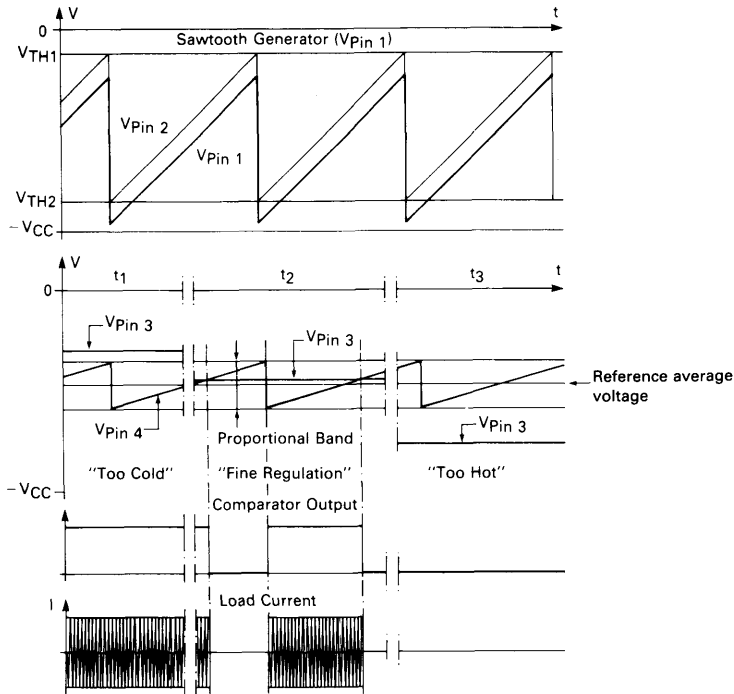 V
0
t
Sawtooth Generator (VPin 1)
VTH1
VPin 2
VPin 1
VTH2
−VCC
V
t1
t2
t3
t
0
VPin 3
VPin 3
Reference average
voltage
VPin 4
Proportional Band
VPin 3
"Too Cold"
"Fine Regulation"
"Too Hot"
−VCC
Comparator Output
Load Current
I